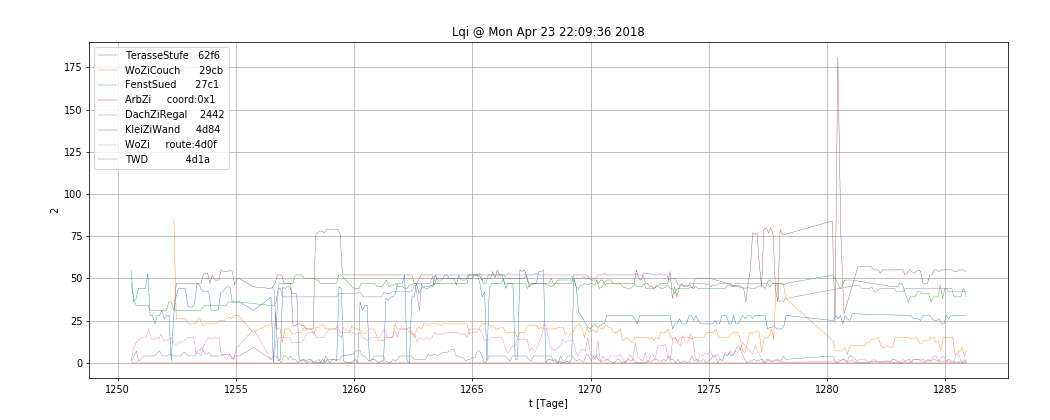 Lqi @ Mon Apr 23 22:09:36 2018
TerasseStufe 62f6
WoZiCouch 29cb
FenstSued 27c1
ArbZi coord:0x1
DachZiRegal 2442
KleiZiWand 4d84
WoZi route:4d0f
TWD 4d1a
175
150
125
100
75
50
25
0
2
1250 1255 1260 1265 1270 1275 1280 1285
t [Tage]